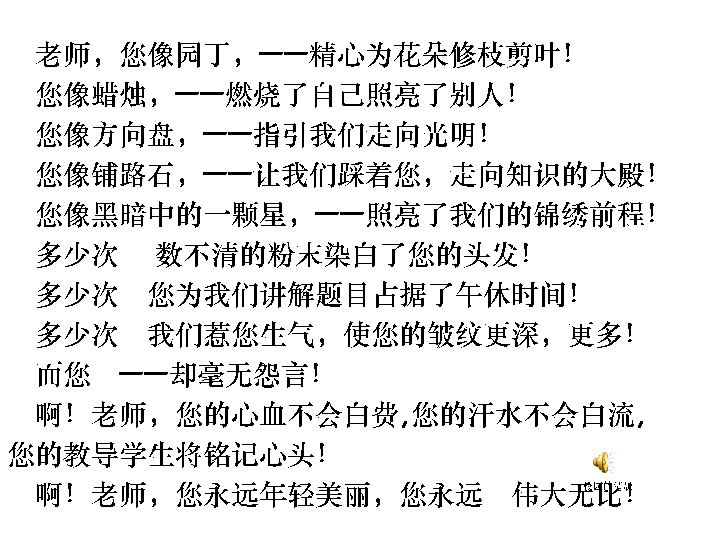 老师，您像园丁，——精心为花朵修枝剪叶！
您像蜡烛，——燃烧了自己照亮了别人！
您像方向盘，——指引我们走向光明！
您像铺路石，——让我们踩着您，走向知识的大殿！
您像黑暗中的一颗星，——照亮了我们的锦绣前程！
多少次 数不清的粉末染白了您的头发！
多少次 您为我们讲解题目占据了午休时间！
多少次 我们惹您生气，使您的皱纹更深，更多！
而您 ——却毫无怨言！
啊！老师，您的心血不会白费,您的汗水不会白流,
您的教导学生将铭记心头！
啊！老师，您永远年轻美丽，您永远 伟大无比！